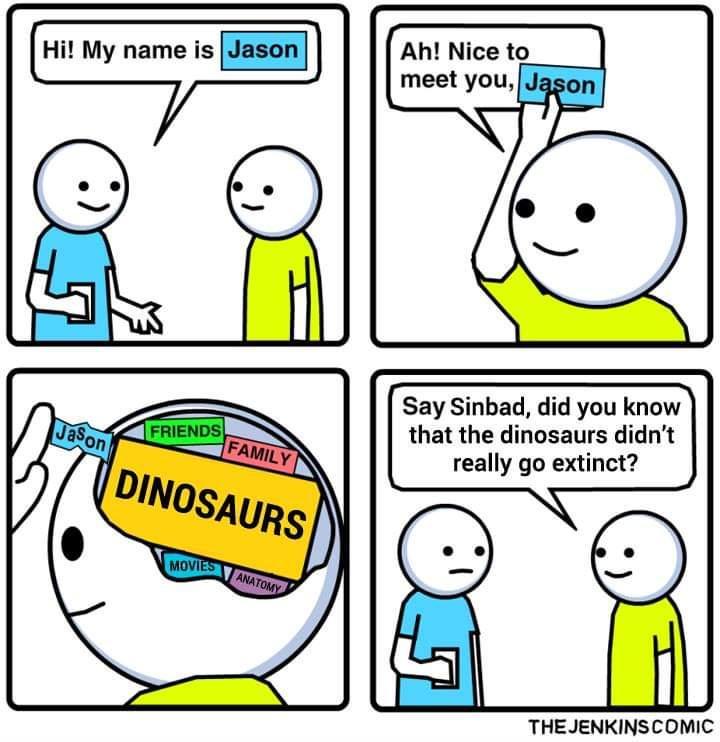 Hi! My name is Jason
Ah! Nice to
meet you, Jason
Jason
FRIENDS
FAMILY
DINOSAURS
MOVIES
ANATOMY
Say Sinbad, did you know
that the dinosaurs didn't
really go extinct?
THEJENKINSCOMIC